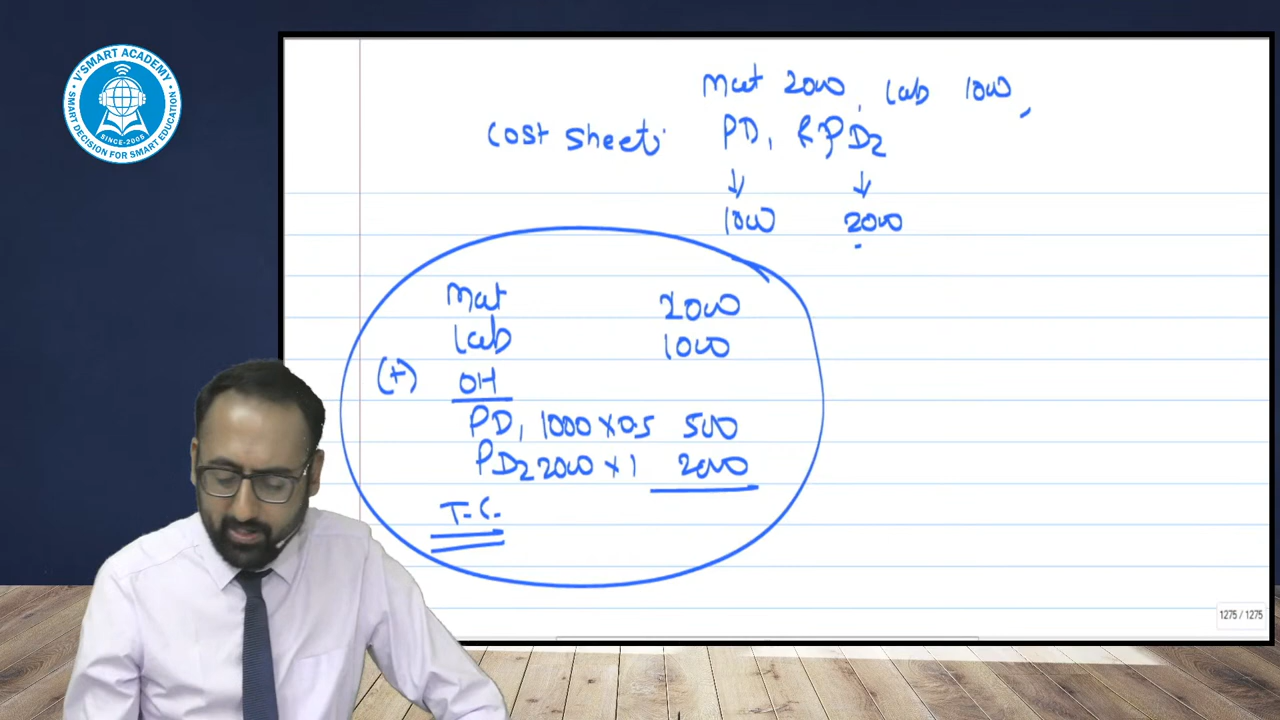 V'SMART ACADEMY
SMART DECISION FOR SMART EDUCATION
SINCE-2006
Mat 2000, Lab 1000,
Cost Sheet: PD1 & PD2
↓ ↓
1000 2000
Mat 2000
Lab 1000
(+) OH
PD1 1000 × 0.5 500
PD2 2000 × 1 2000
T.C.
1275 / 1275